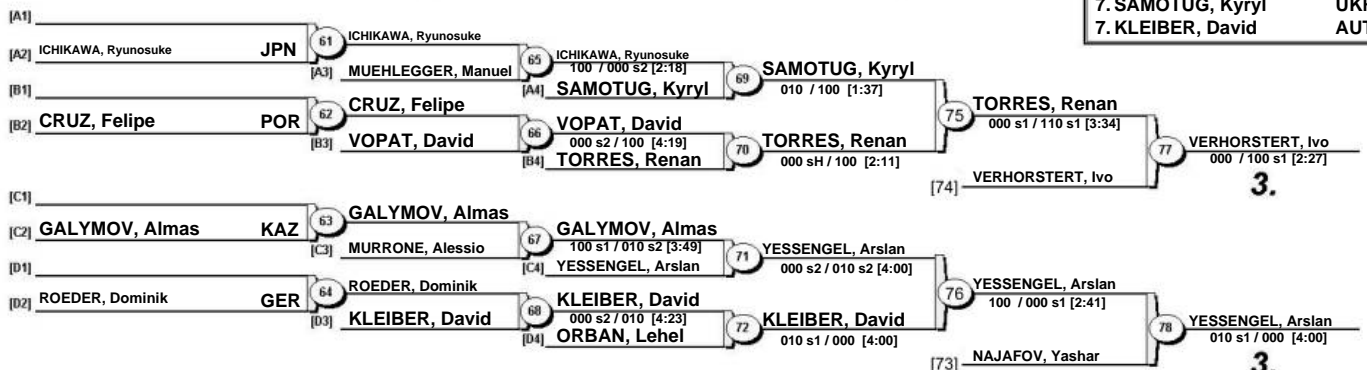 7. SAMOTUG, Kyryl
7. KLEIBER, David AUT
[A1]
[A2] ICHIKAWA, Ryunosuke JPN
61
ICHIKAWA, Ryunosuke
[A3] MUEHLEGGER, Manuel
65
ICHIKAWA, Ryunosuke
100 / 000 s2 [2:18]
[A4] SAMOTUG, Kyryl
69
SAMOTUG, Kyryl
010 / 100 [1:37]
[B1]
[B2] CRUZ, Felipe POR
62
CRUZ, Felipe
[B3] VOPAT, David
66
VOPAT, David
000 s2 / 100 [4:19]
[B4] TORRES, Renan
70
TORRES, Renan
000 sH / 100 [2:11]
75
TORRES, Renan
000 s1 / 110 s1 [3:34]
[74] VERHORSTERT, Ivo
77
VERHORSTERT, Ivo
000 / 100 s1 [2:27]
3.
[C1]
[C2] GALYMOV, Almas KAZ
63
GALYMOV, Almas
[C3] MURRONE, Alessio
67
GALYMOV, Almas
100 s1 / 010 s2 [3:49]
[C4] YESSENGEL, Arslan
71
YESSENGEL, Arslan
000 s2 / 010 s2 [4:00]
[D1]
[D2] ROEDER, Dominik GER
64
ROEDER, Dominik
[D3] KLEIBER, David
68
KLEIBER, David
000 s2 / 010 [4:23]
[D4] ORBAN, Lehel
72
KLEIBER, David
010 s1 / 000 [4:00]
76
YESSENGEL, Arslan
100 / 000 s1 [2:41]
[73] NAJAFOV, Yashar
78
YESSENGEL, Arslan
010 s1 / 000 [4:00]
3.